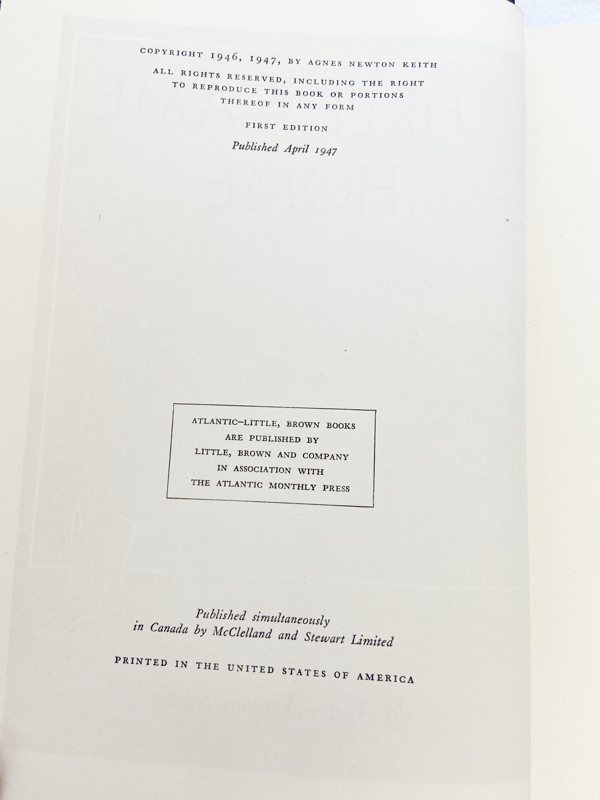 COPYRIGHT 1946, 1947, BY AGNES NEWTON KEITH
ALL RIGHTS RESERVED, INCLUDING THE RIGHT
TO REPRODUCE THIS BOOK OR PORTIONS
THEREOF IN ANY FORM
FIRST EDITION
Published April 1947
ATLANTIC–LITTLE, BROWN BOOKS
ARE PUBLISHED BY
LITTLE, BROWN AND COMPANY
IN ASSOCIATION WITH
THE ATLANTIC MONTHLY PRESS
Published simultaneously
in Canada by McClelland and Stewart Limited
PRINTED IN THE UNITED STATES OF AMERICA